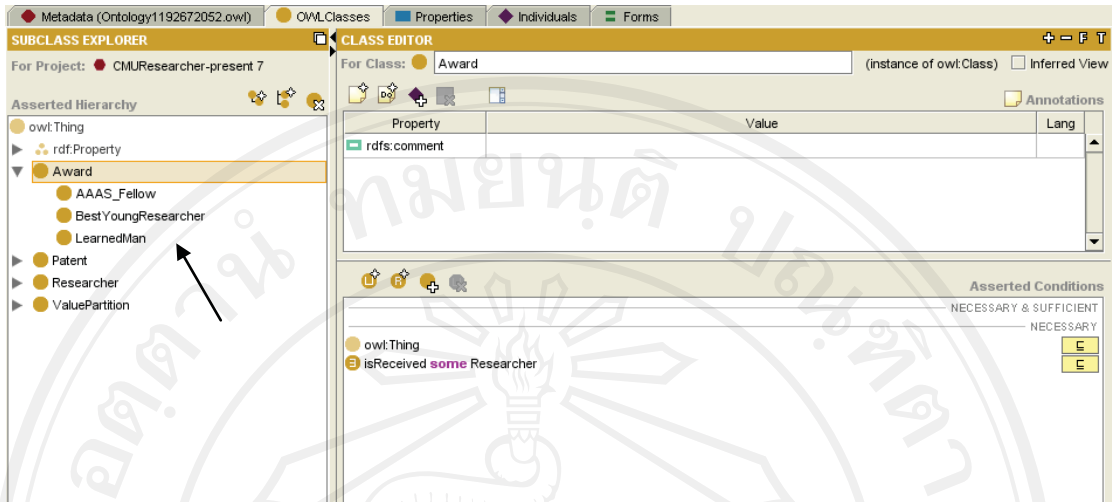 Metadata (Ontology1192672052.owl) OWLClasses Properties Individuals Forms
SUBCLASS EXPLORER
For Project: CMUResearcher-present 7
Asserted Hierarchy
owl:Thing
rdf:Property
Award
AAAS_Fellow
BestYoungResearcher
LearnedMan
Patent
Researcher
ValuePartition
CLASS EDITOR
F T
For Class: Award (instance of owl:Class) Inferred View
Annotations
Property Value Lang
rdfs:comment
Asserted Conditions
NECESSARY & SUFFICIENT
NECESSARY
owl:Thing ⊑
isReceived some Researcher ⊑